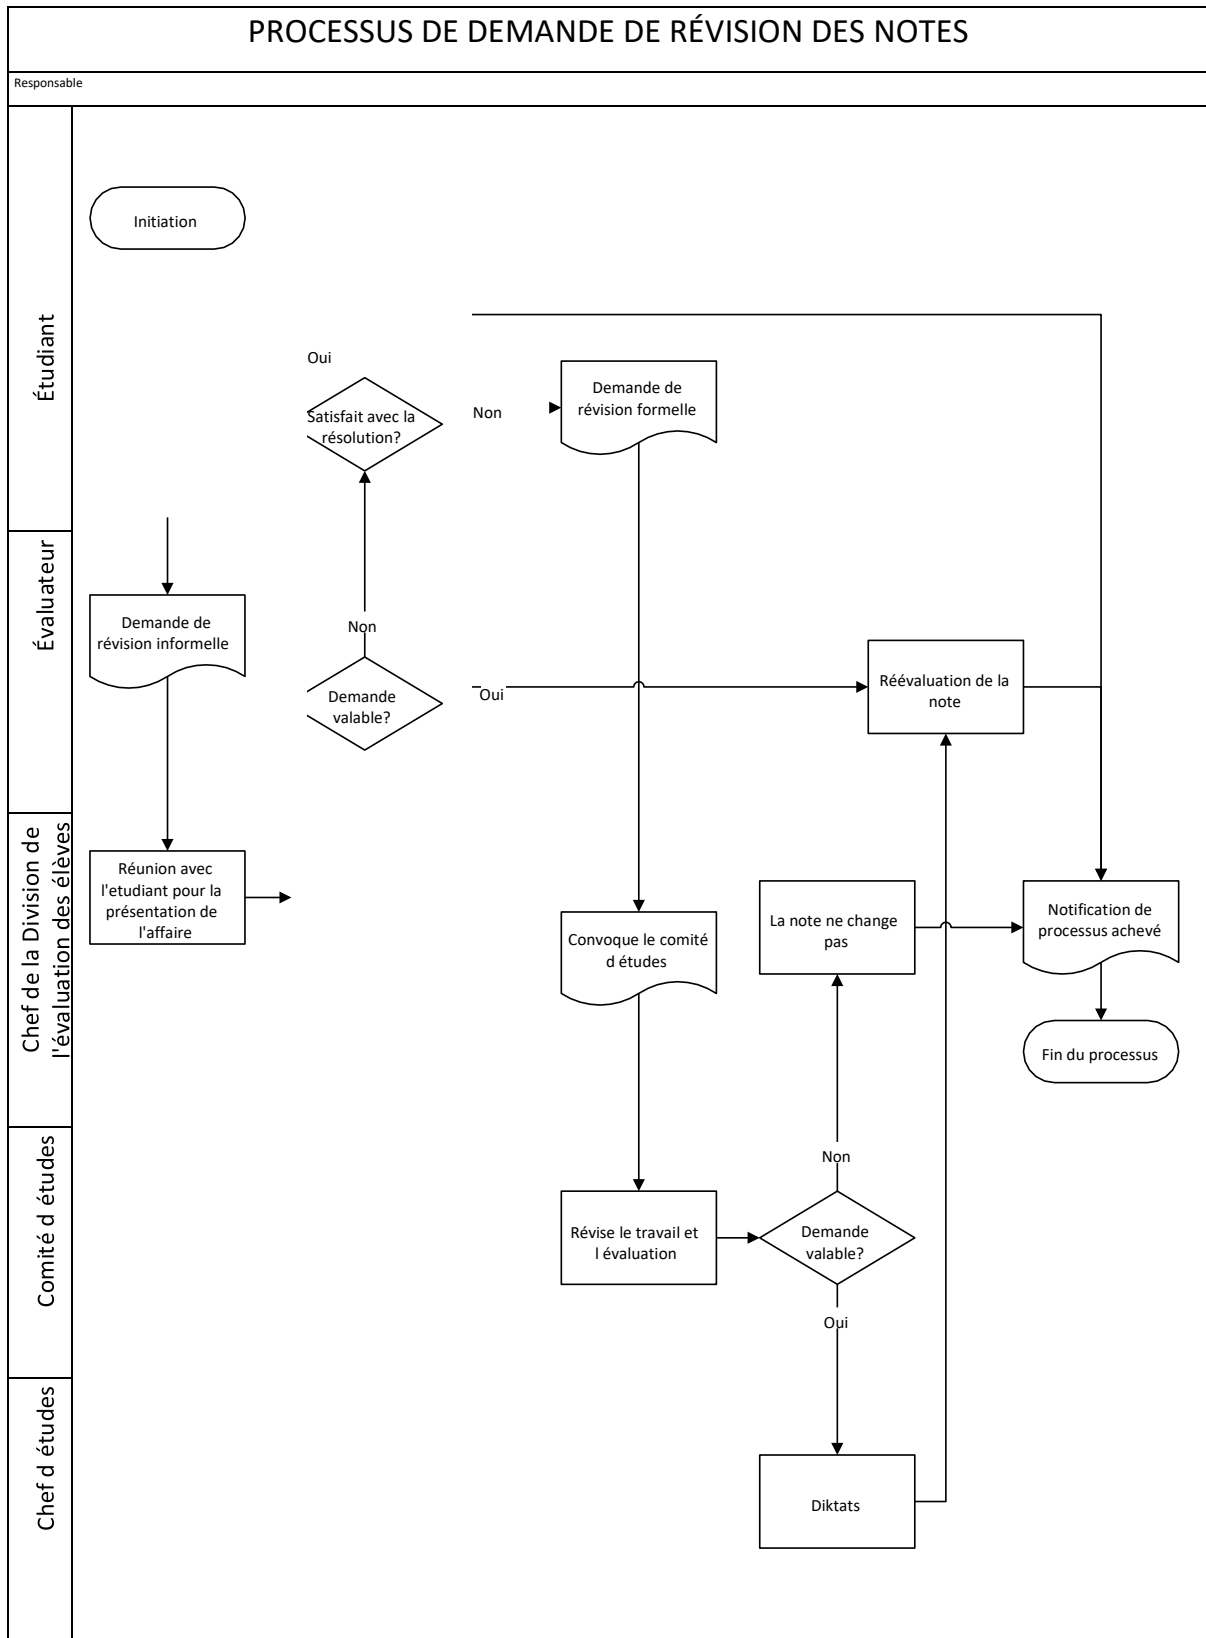 PROCESSUS DE DEMANDE DE RÉVISION DES NOTES
Responsable
Étudiant
Initiation
Oui
Satisfait avec la
résolution?
Non
Demande de
révision formelle
Évaluateur
Demande de
révision informelle
Non
Demande
valable?
Oui
Réévaluation de la
note
Chef de la Division de
l'évaluation des élèves
Réunion avec
l'etudiant pour la
présentation de
l'affaire
Convoque le comité
d études
La note ne change
pas
Notification de
processus achevé
Fin du processus
Comité d études
Révise le travail et
l évaluation
Non
Demande
valable?
Oui
Chef d études
Diktats